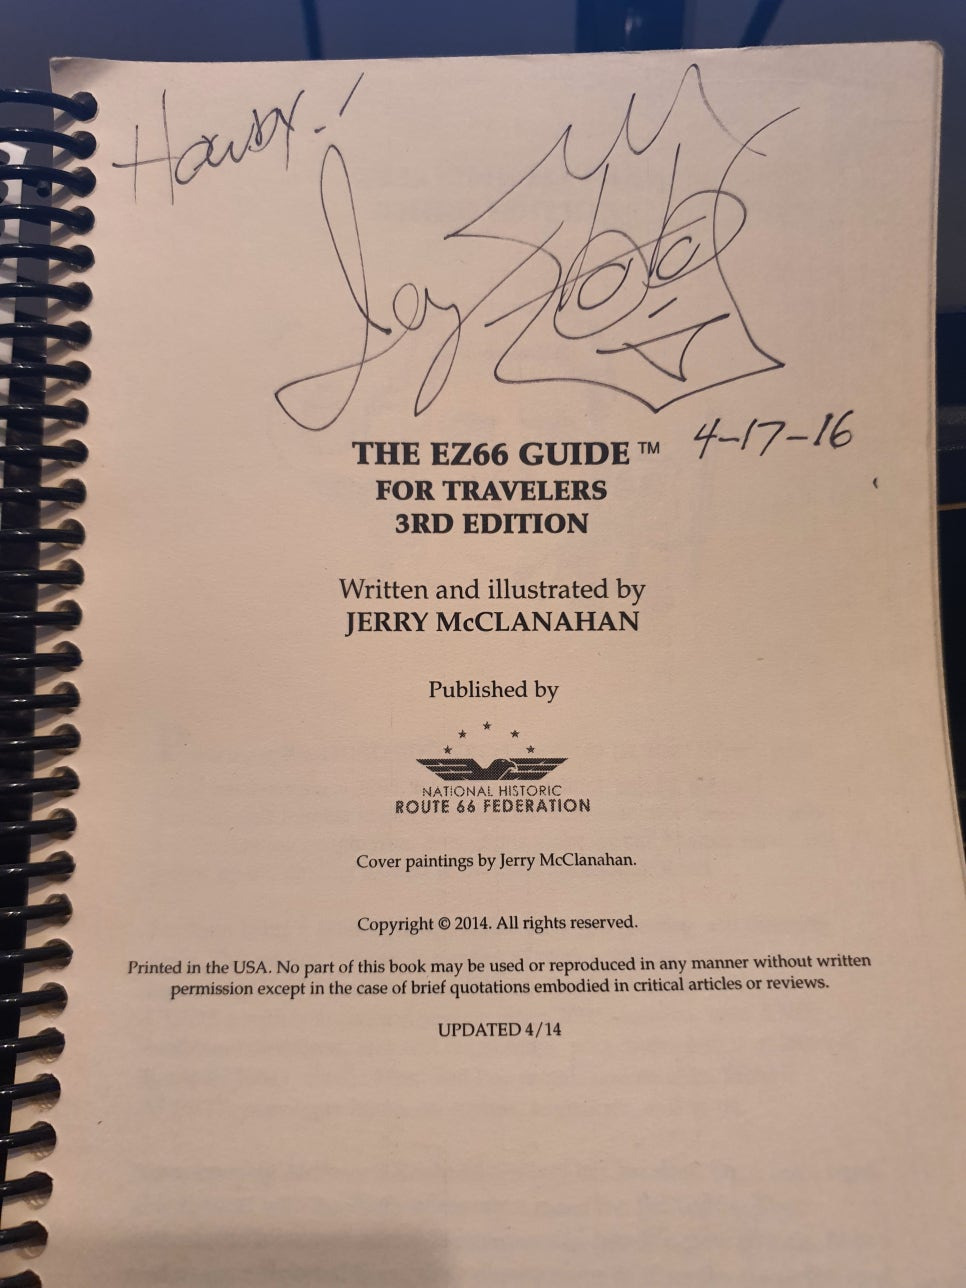 4-17-16
THE EZ66 GUIDE™
FOR TRAVELERS
3RD EDITION
Written and illustrated by
JERRY McCLANAHAN
Published by
NATIONAL HISTORIC
ROUTE 66 FEDERATION
Cover paintings by Jerry McClanahan.
Copyright © 2014. All rights reserved.
Printed in the USA. No part of this book may be used or reproduced in any manner without written
permission except in the case of brief quotations embodied in critical articles or reviews.
UPDATED 4/14